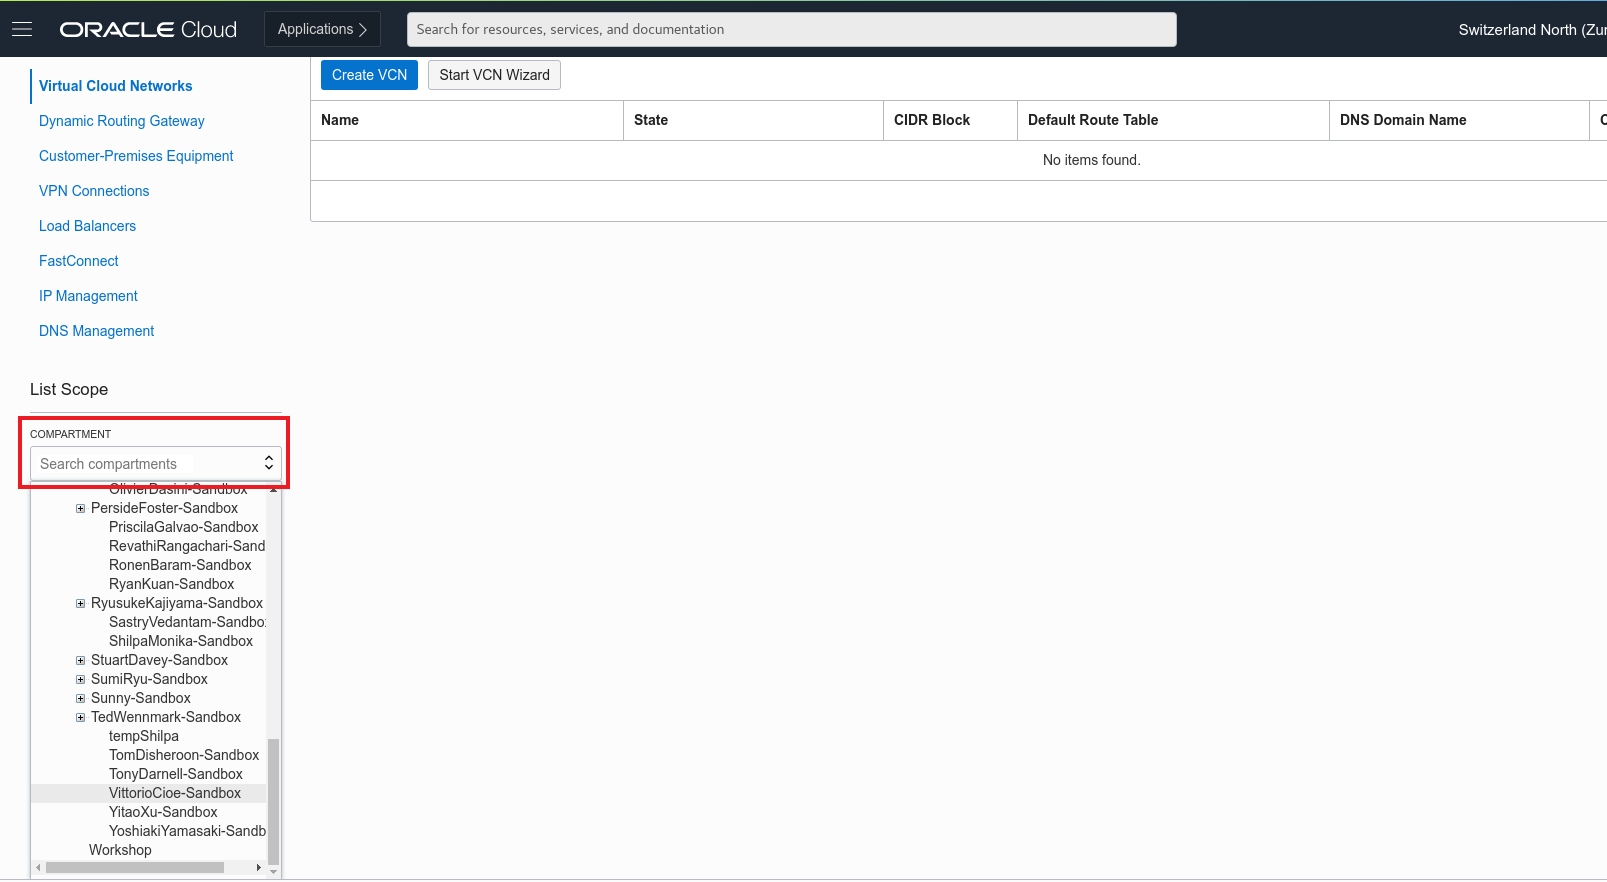 ORACLE Cloud
Applications
Search for resources, services, and documentation
Switzerland North (Zur
Virtual Cloud Networks
Dynamic Routing Gateway
Customer-Premises Equipment
VPN Connections
Load Balancers
FastConnect
IP Management
DNS Management
List Scope
COMPARTMENT
Search compartments
OlivierDasini-Sandbox
PersideFoster-Sandbox
PriscilaGalvao-Sandbox
RevathiRangachari-Sand
RonenBaram-Sandbox
RyanKuan-Sandbox
RyusukeKajiyama-Sandbox
SastryVedantam-Sandbo
ShilpaMonika-Sandbox
StuartDavey-Sandbox
SumiRyu-Sandbox
Sunny-Sandbox
TedWennmark-Sandbox
tempShilpa
TomDisheroon-Sandbox
TonyDarnell-Sandbox
VittorioCioe-Sandbox
YitaoXu-Sandbox
YoshiakiYamasaki-Sandb
Workshop
Create VCN Start VCN Wizard
Name State CIDR Block Default Route Table DNS Domain Name
No items found.